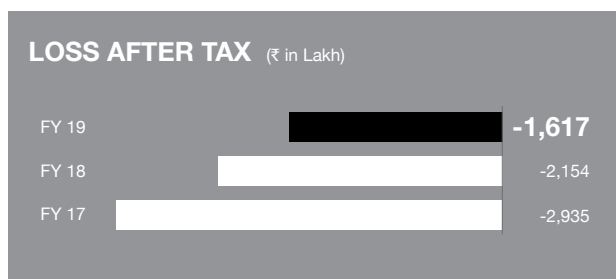 LOSS AFTER TAX (₹ in Lakh)
FY 19 -1,617
FY 18 -2,154
FY 17 -2,935